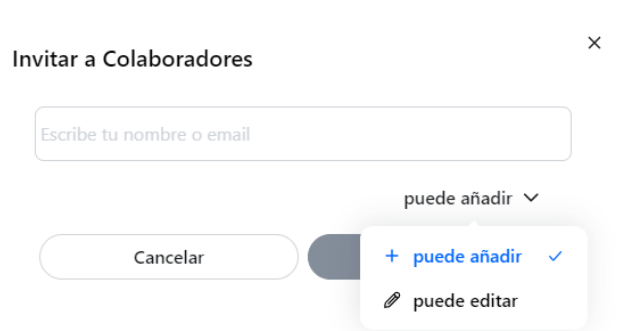 Invitar a Colaboradores
Escribe tu nombre o email
puede añadir
Cancelar
puede añadir
puede editar